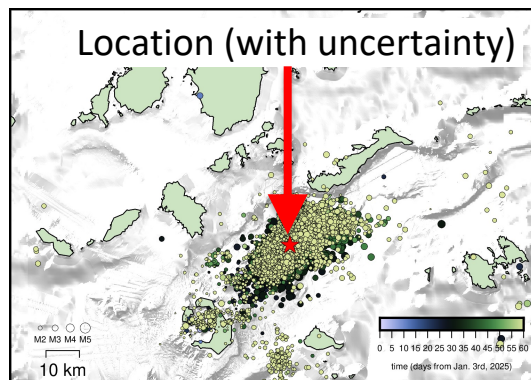 Location (with uncertainty)
M2 M3 M4 M5
10 km
0 5 10 15 20 25 30 35 40 45 50 55 60
time (days from Jan. 3rd, 2025)